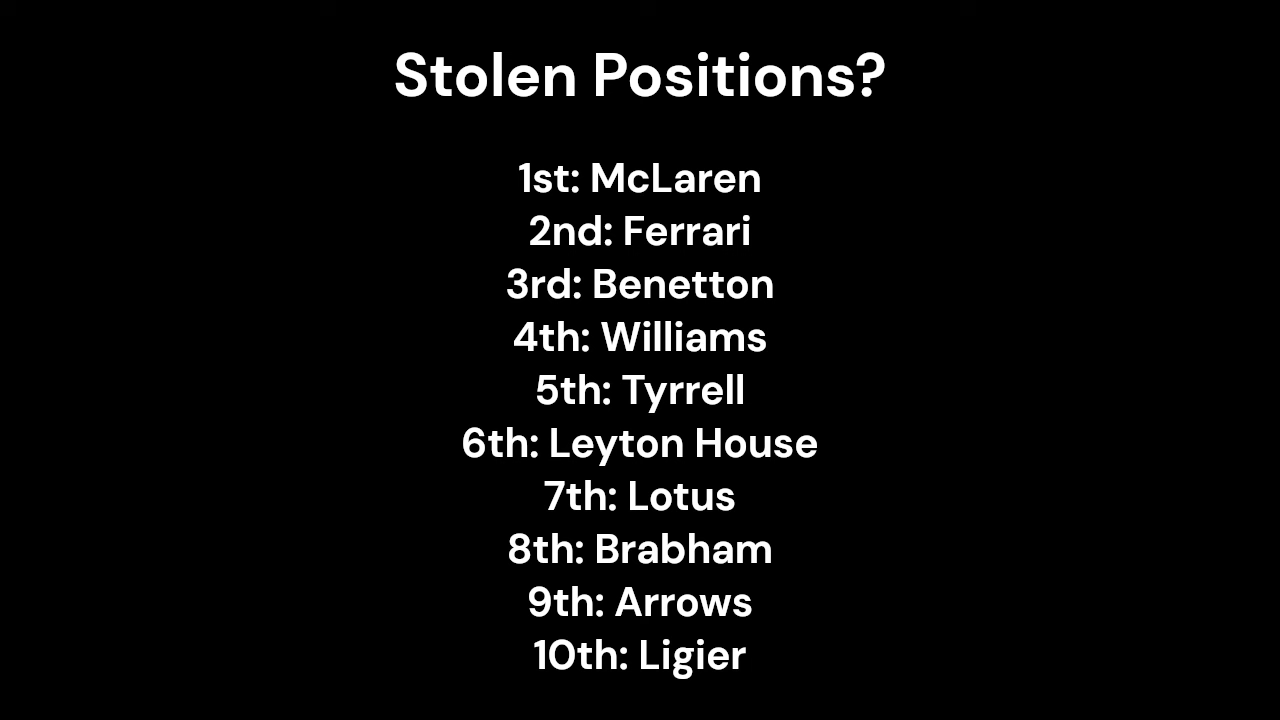 Stolen Positions?
1st: McLaren
2nd: Ferrari
3rd: Benetton
4th: Williams
5th: Tyrrell
6th: Leyton House
7th: Lotus
8th: Brabham
9th: Arrows
10th: Ligier